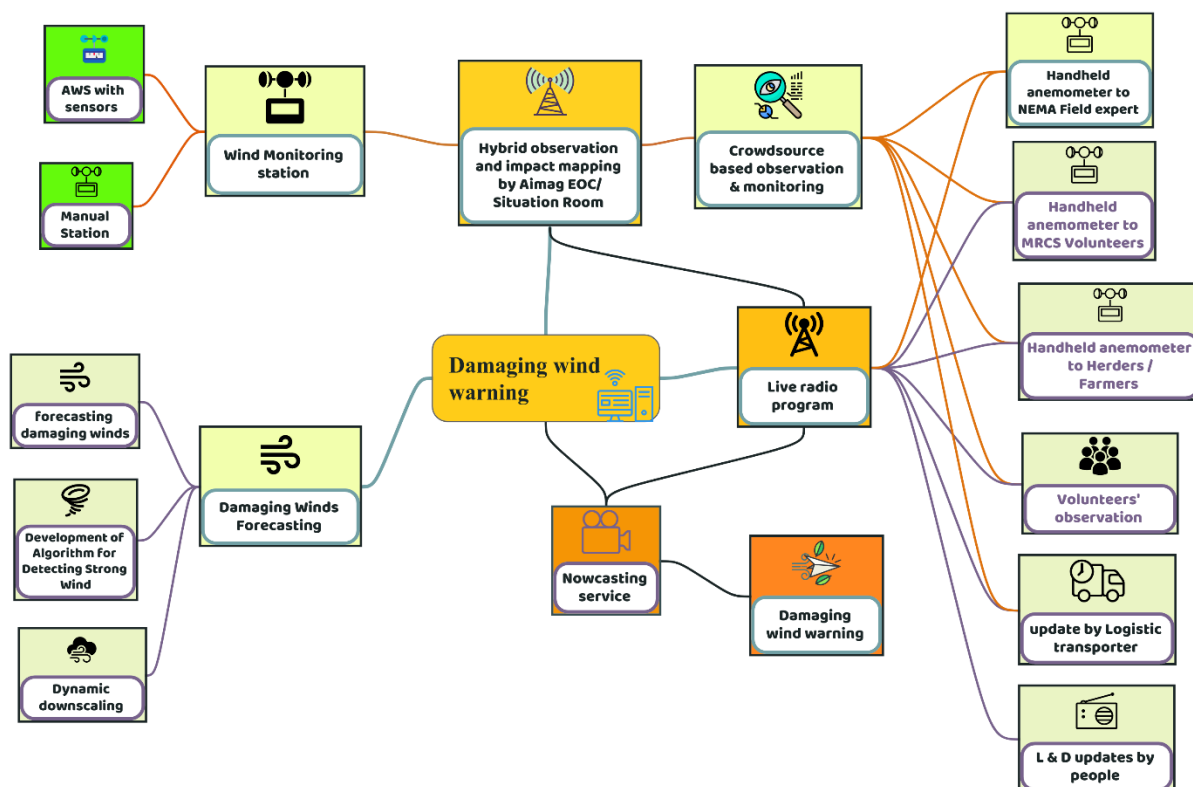 AWS with
sensors
Manual
Station
Wind Monitoring
station
Hybrid observation
and impact mapping
by Aimag EOC/
Situation Room
Crowdsource
based observation
& monitoring
Handheld
anemometer to
NEMA Field expert
Handheld
anemometer to
MRCS Volunteers
Handheld anemometer
to Herders /
Farmers
Volunteers'
observation
update by Logistic
transporter
L & D updates by
people
Damaging wind
warning
Live radio
program
Nowcasting
service
Damaging
wind warning
Damaging Winds
Forecasting
forecasting
damaging winds
Development of
Algorithm for
Detecting Strong
Wind
Dynamic
downscaling